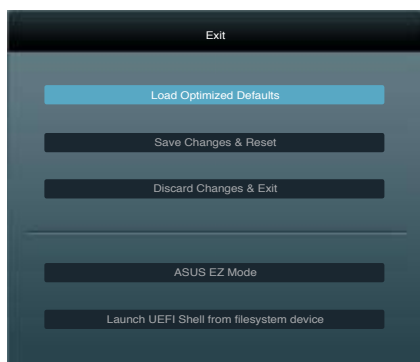 Exit
Load Optimized Defaults
Save Changes & Reset
Discard Changes & Exit
ASUS EZ Mode
Launch UEFI Shell from filesystem device